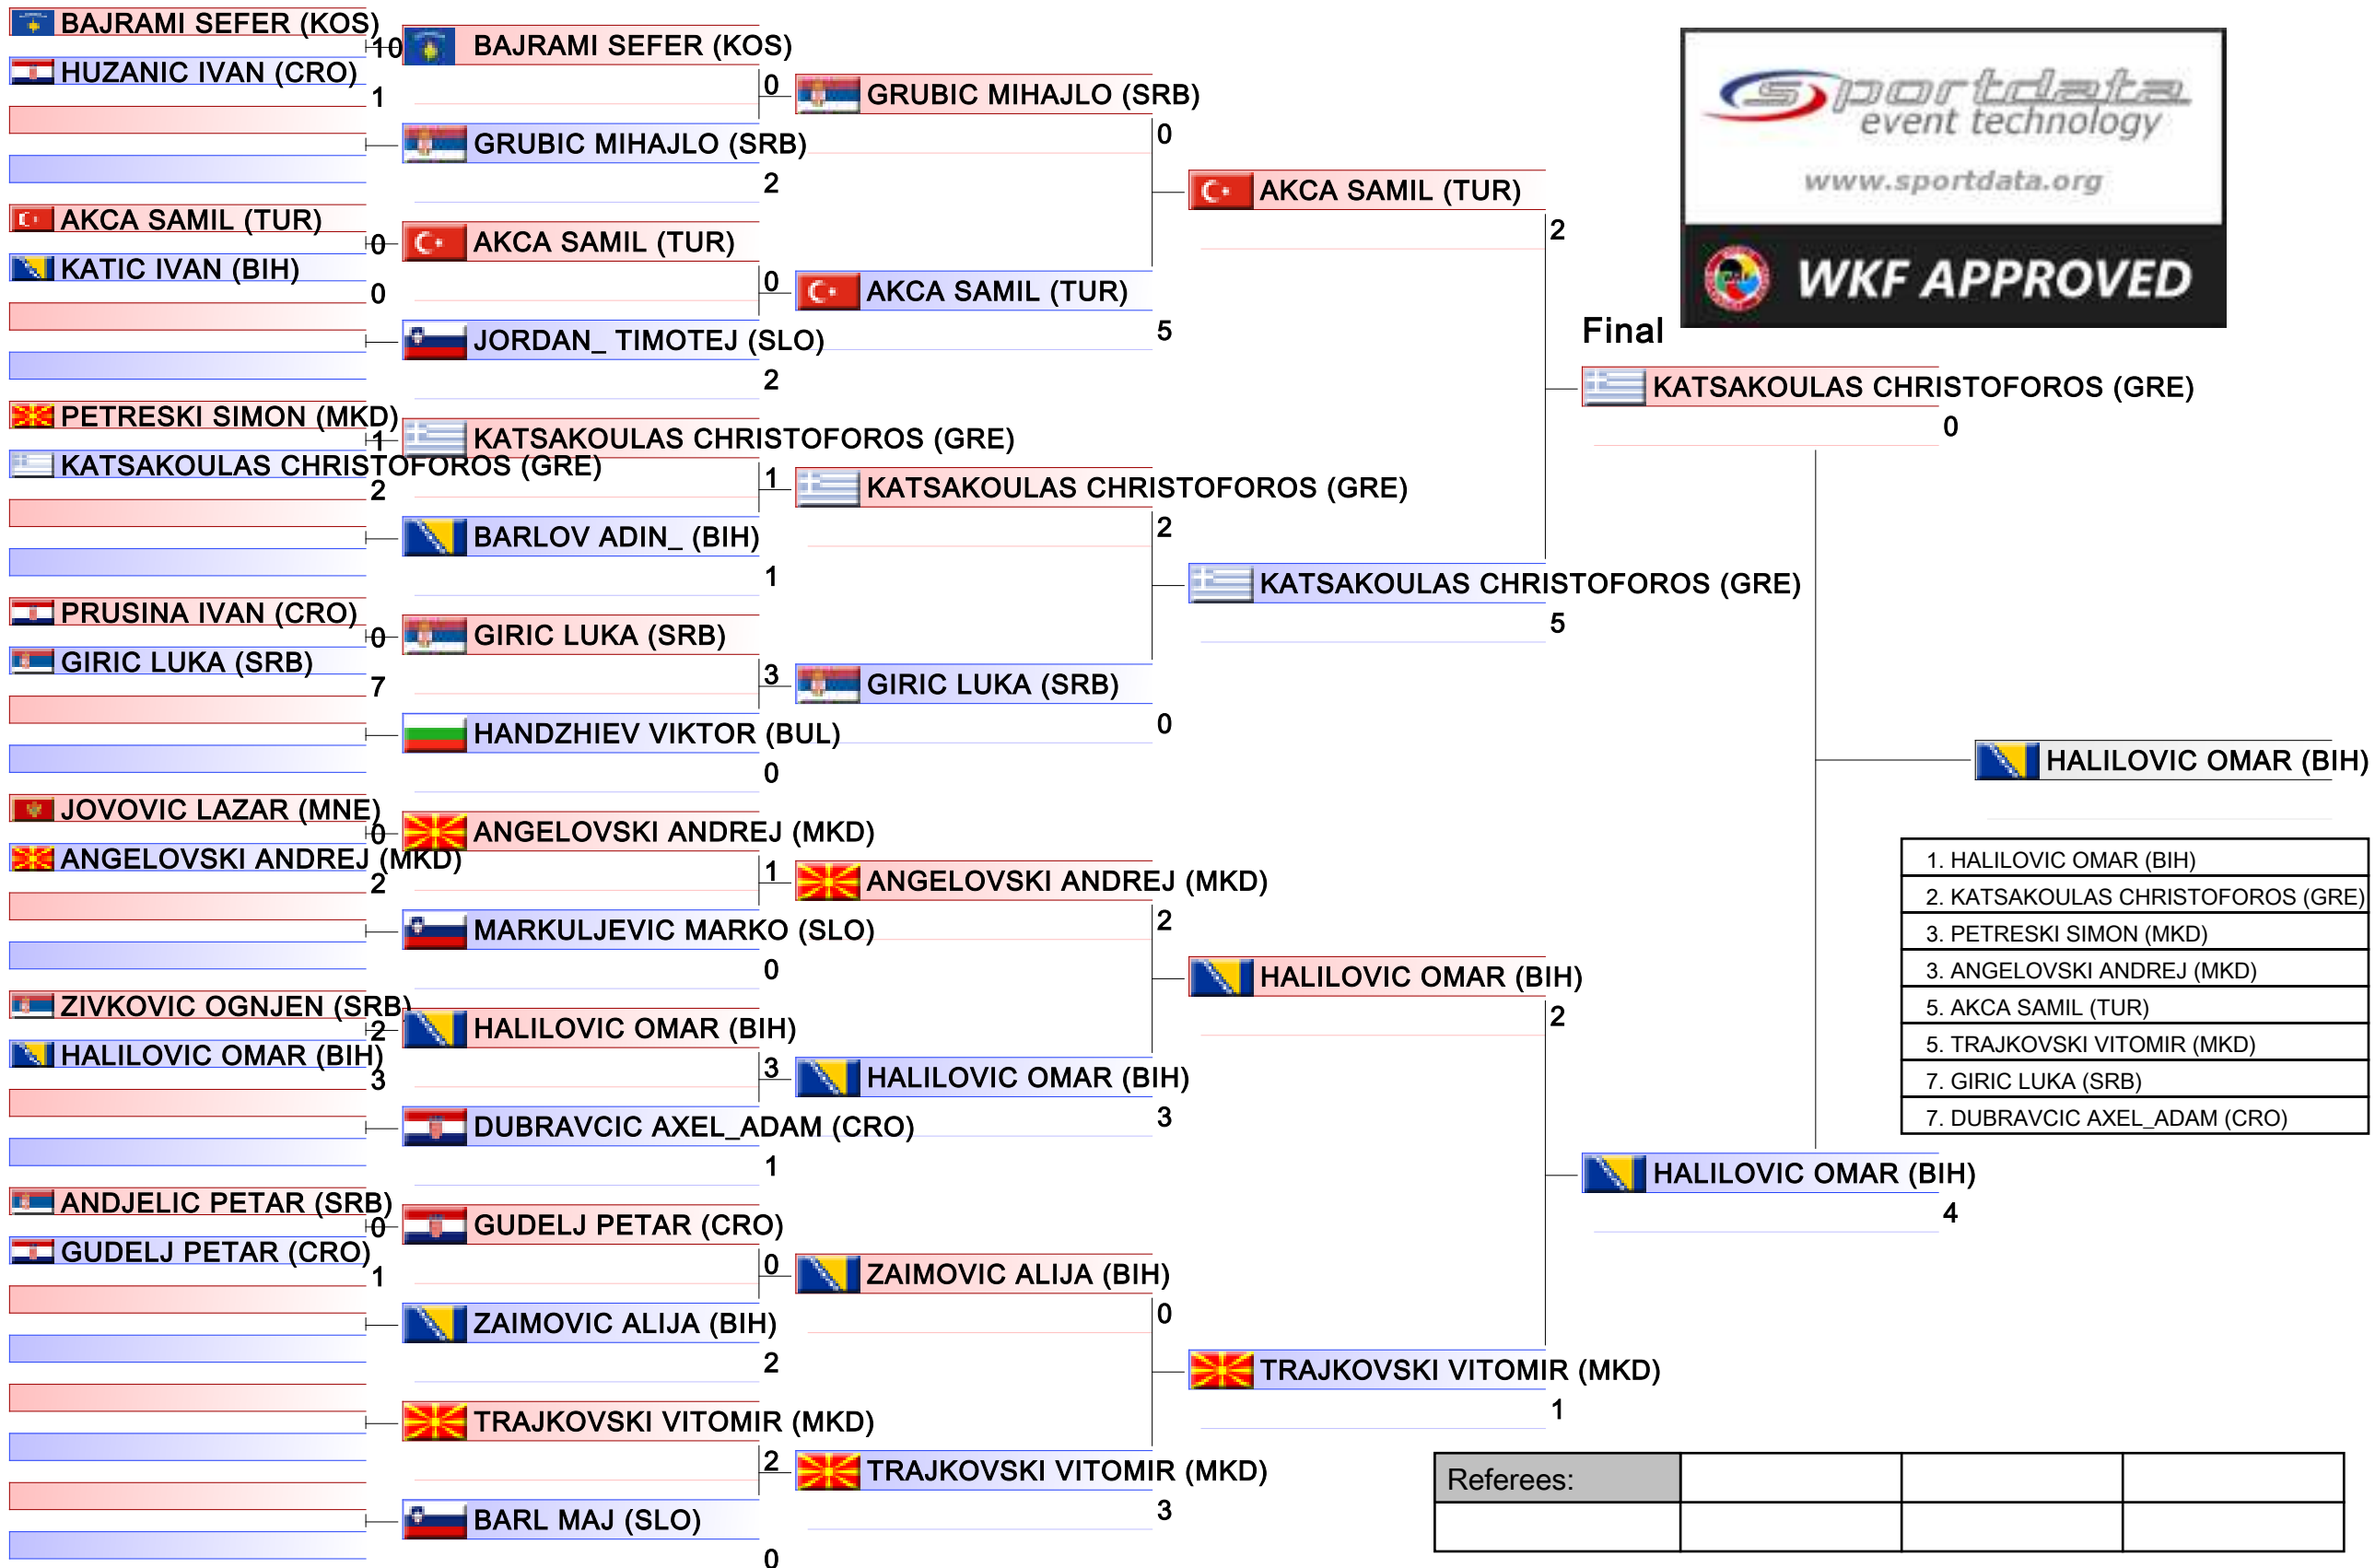 BAJRAMI SEFER (KOS)
10
HUZANIC IVAN (CRO)
1
AKCA SAMIL (TUR)
0
KATIC IVAN (BIH)
0
PETRESKI SIMON (MKD)
1
KATSAKOULAS CHRISTOFOROS (GRE)
2
PRUSINA IVAN (CRO)
0
GIRIC LUKA (SRB)
7
JOVOVIC LAZAR (MNE)
0
ANGELOVSKI ANDREJ (MKD)
2
ZIVKOVIC OGNJEN (SRB)
2
HALILOVIC OMAR (BIH)
3
ANDJELIC PETAR (SRB)
0
GUDELJ PETAR (CRO)
1
BAJRAMI SEFER (KOS)
0
GRUBIC MIHAJLO (SRB)
2
AKCA SAMIL (TUR)
0
JORDAN_ TIMOTEJ (SLO)
2
KATSAKOULAS CHRISTOFOROS (GRE)
1
BARLOV ADIN_ (BIH)
1
GIRIC LUKA (SRB)
3
HANDZHIEV VIKTOR (BUL)
0
ANGELOVSKI ANDREJ (MKD)
1
MARKULJEVIC MARKO (SLO)
0
HALILOVIC OMAR (BIH)
3
DUBRAVCIC AXEL_ADAM (CRO)
1
GUDELJ PETAR (CRO)
0
ZAIMOVIC ALIJA (BIH)
2
TRAJKOVSKI VITOMIR (MKD)
2
BARL MAJ (SLO)
0
GRUBIC MIHAJLO (SRB)
0
AKCA SAMIL (TUR)
5
KATSAKOULAS CHRISTOFOROS (GRE)
2
GIRIC LUKA (SRB)
0
ANGELOVSKI ANDREJ (MKD)
2
HALILOVIC OMAR (BIH)
3
ZAIMOVIC ALIJA (BIH)
0
TRAJKOVSKI VITOMIR (MKD)
3
AKCA SAMIL (TUR)
2
KATSAKOULAS CHRISTOFOROS (GRE)
5
HALILOVIC OMAR (BIH)
2
TRAJKOVSKI VITOMIR (MKD)
1
sportdata
event technology
www.sportdata.org
WKF APPROVED
Final
KATSAKOULAS CHRISTOFOROS (GRE)
0
HALILOVIC OMAR (BIH)
4
HALILOVIC OMAR (BIH)
1. HALILOVIC OMAR (BIH)
2. KATSAKOULAS CHRISTOFOROS (GRE)
3. PETRESKI SIMON (MKD)
3. ANGELOVSKI ANDREJ (MKD)
5. AKCA SAMIL (TUR)
5. TRAJKOVSKI VITOMIR (MKD)
7. GIRIC LUKA (SRB)
7. DUBRAVCIC AXEL_ADAM (CRO)
Referees: